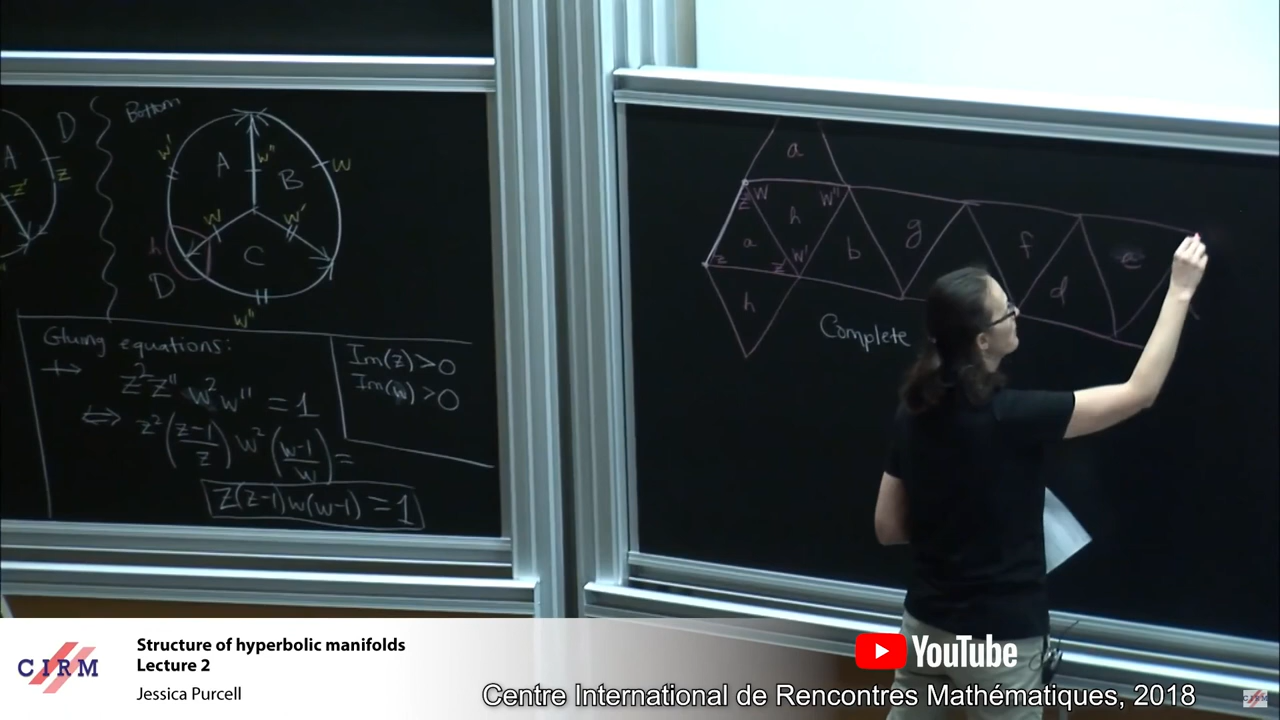 A
D
z'
z
Bottom
w'
A
w"
B
w
w
w'
h
C
D
w"
Gluing equations:
z²z" w²w" = 1
⇔ z²((z-1)/z) w²((w-1)/w) =
z(z-1)w(w-1) = 1
Im(z)>0
Im(w)>0
a
z
w
w"
h
a
z
z
w'
b
g
f
d
e
h
Complete
CIRM
Structure of hyperbolic manifolds
Lecture 2
Jessica Purcell
YouTube
Centre International de Rencontres Mathématiques, 2018